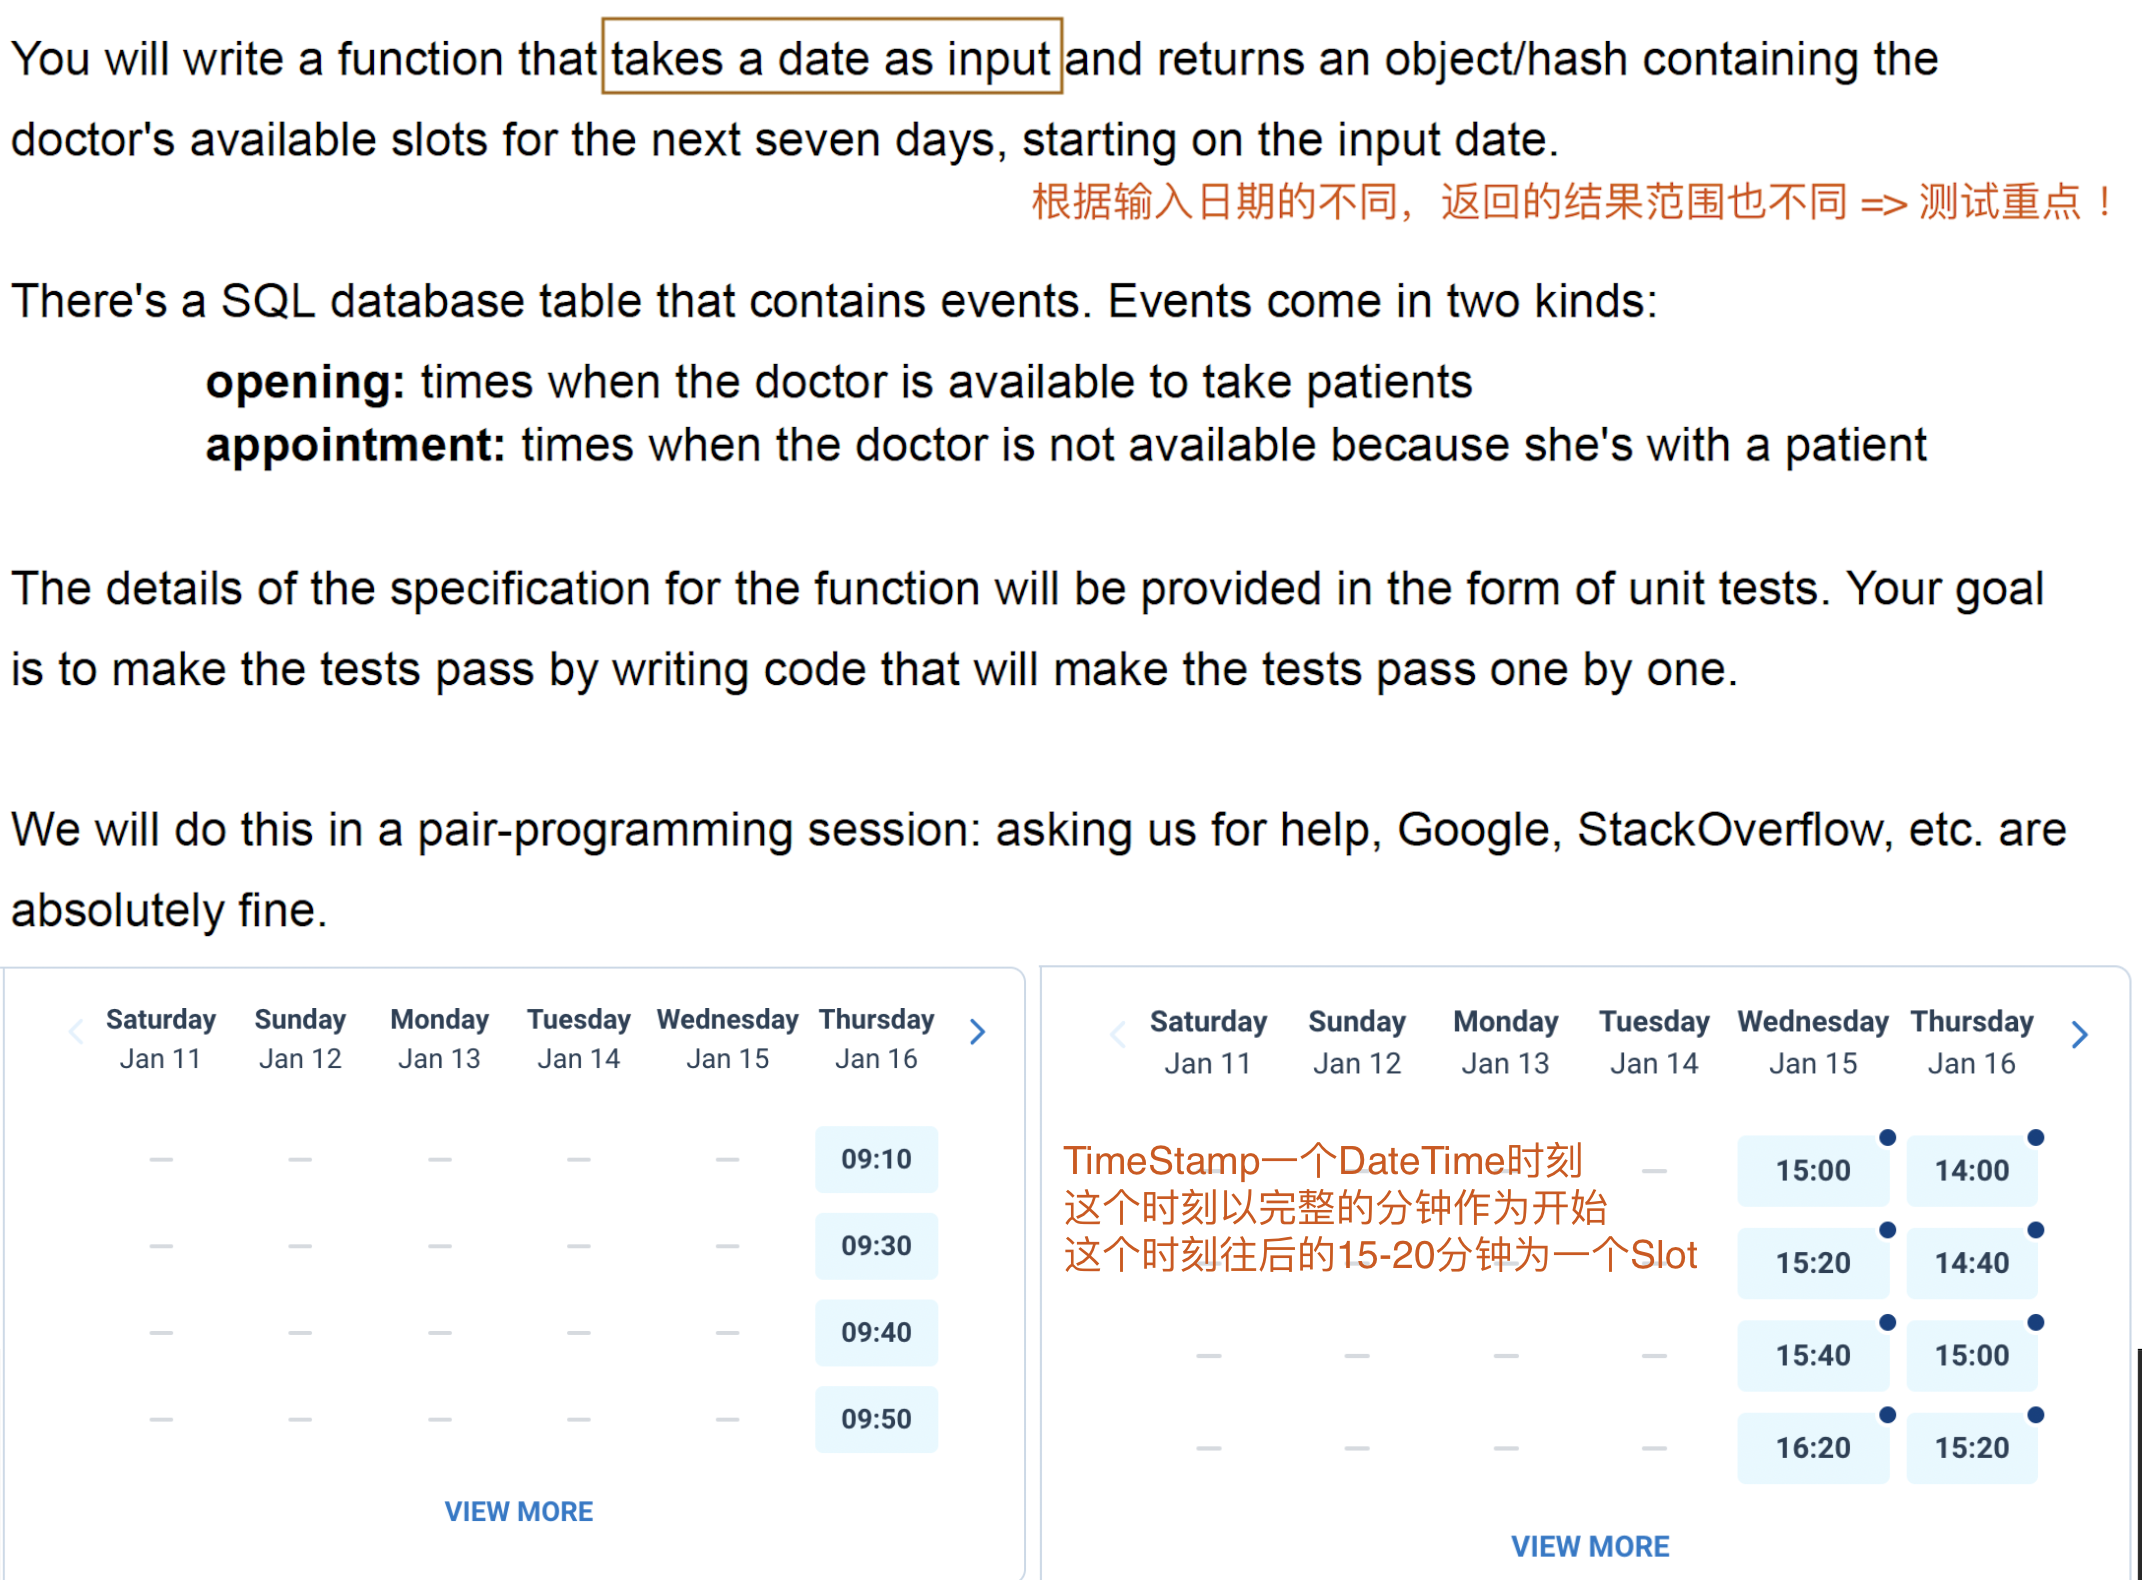 You will write a function that takes a date as input and returns an object/hash containing the
doctor's available slots for the next seven days, starting on the input date.
根据输入日期的不同，返回的结果范围也不同 => 测试重点！
There's a SQL database table that contains events. Events come in two kinds:
opening: times when the doctor is available to take patients
appointment: times when the doctor is not available because she's with a patient
The details of the specification for the function will be provided in the form of unit tests. Your goal
is to make the tests pass by writing code that will make the tests pass one by one.
We will do this in a pair-programming session: asking us for help, Google, StackOverflow, etc. are
absolutely fine.
Saturday Sunday Monday Tuesday Wednesday Thursday
Jan 11 Jan 12 Jan 13 Jan 14 Jan 15 Jan 16
— — — — — 09:10
— — — — — 09:30
— — — — — 09:40
— — — — — 09:50
VIEW MORE
Saturday Sunday Monday Tuesday Wednesday Thursday
Jan 11 Jan 12 Jan 13 Jan 14 Jan 15 Jan 16
TimeStamp一个DateTime时刻
这个时刻以完整的分钟作为开始
这个时刻往后的15-20分钟为一个Slot
— 15:00 14:00
15:20 14:40
— — — — 15:40 15:00
— — — — 16:20 15:20
VIEW MORE